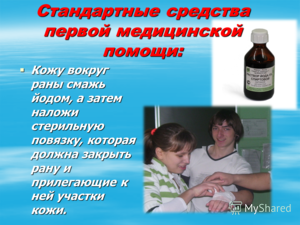 Стандартные средства
первой медицинской
помощи:
Кожу вокруг
раны смажь
йодом, а затем
наложи
стерильную
повязку, которая
должна закрыть
рану и
прилегающие к
ней участки
кожи.
MyShared